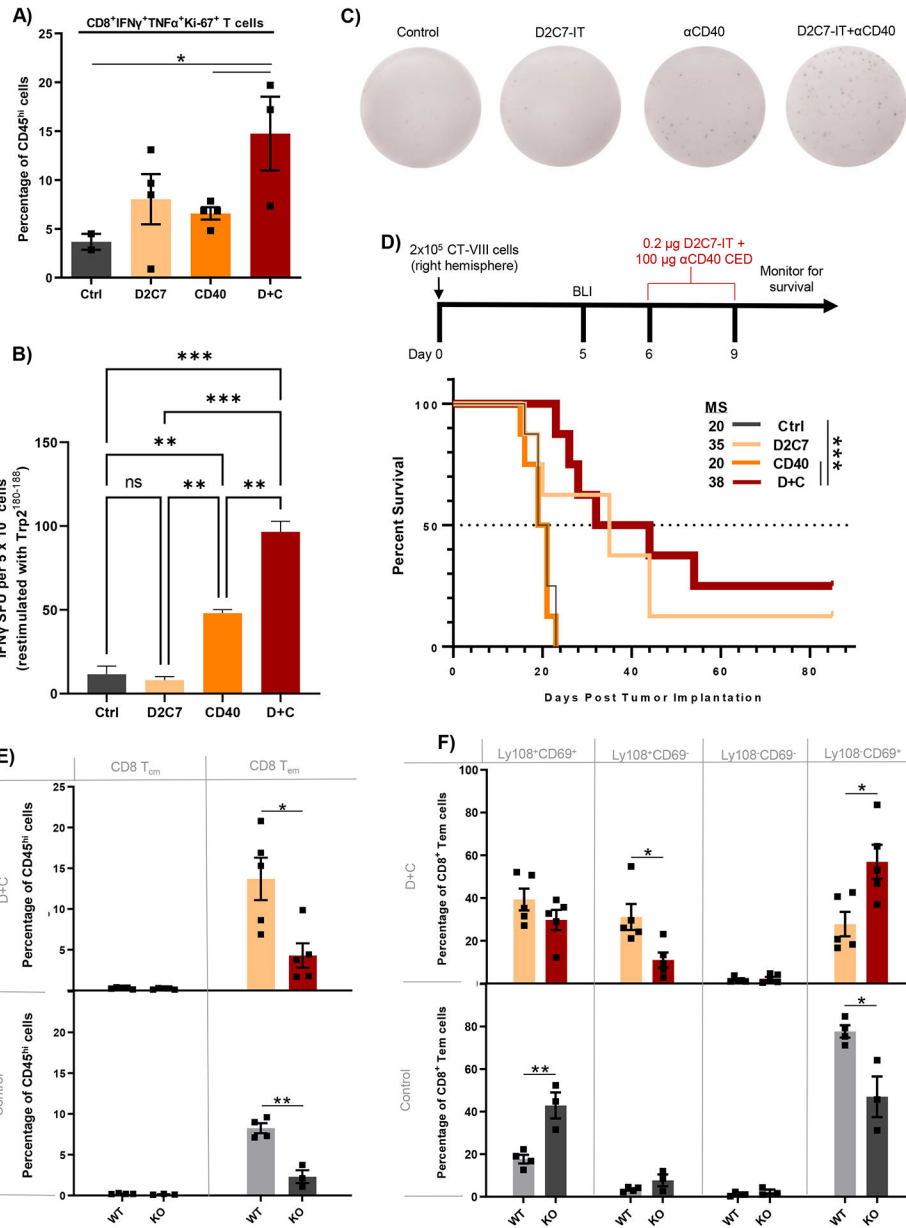 A)
CD8⁺IFNγ⁺TNFα⁺Ki-67⁺ T cells
*
Percentage of CD45ʰⁱ cells
25
20
15
10
5
0
Ctrl D2C7 CD40 D+C
B)
***
***
**
ns ** **
IFNγ SFU per 5 x 10 cells
(restimulated with Trp2¹⁸⁰⁻¹⁸⁸)
150
100
50
0
Ctrl D2C7 CD40 D+C
C)
Control D2C7-IT αCD40 D2C7-IT+αCD40
D)
2x10⁵ CT-VIII cells
(right hemisphere)
0.2 µg D2C7-IT +
100 µg αCD40 CED
Monitor for
survival
BLI
Day 0 5 6 9
Percent Survival
100
50
0
MS
20 Ctrl
35 D2C7
20 CD40
38 D+C
***
0 20 40 60 80
Days Post Tumor Implantation
E)
CD8 Tcm CD8 Tem
D+C
Percentage of CD45ʰⁱ cells
25
20
15
10
5
*
Control
Percentage of CD45ʰⁱ cells
20
15
10
5
0
**
WT KO WT KO
F)
Ly108⁺CD69⁺ Ly108⁺CD69⁻ Ly108⁻CD69⁻ Ly108⁻CD69⁺
D+C
Percentage of CD8⁺ Tem cells
100
80
60
40
20
* *
Control
Percentage of CD8⁺ Tem cells
80
60
40
20
0
** *
WT KO WT KO WT KO WT KO